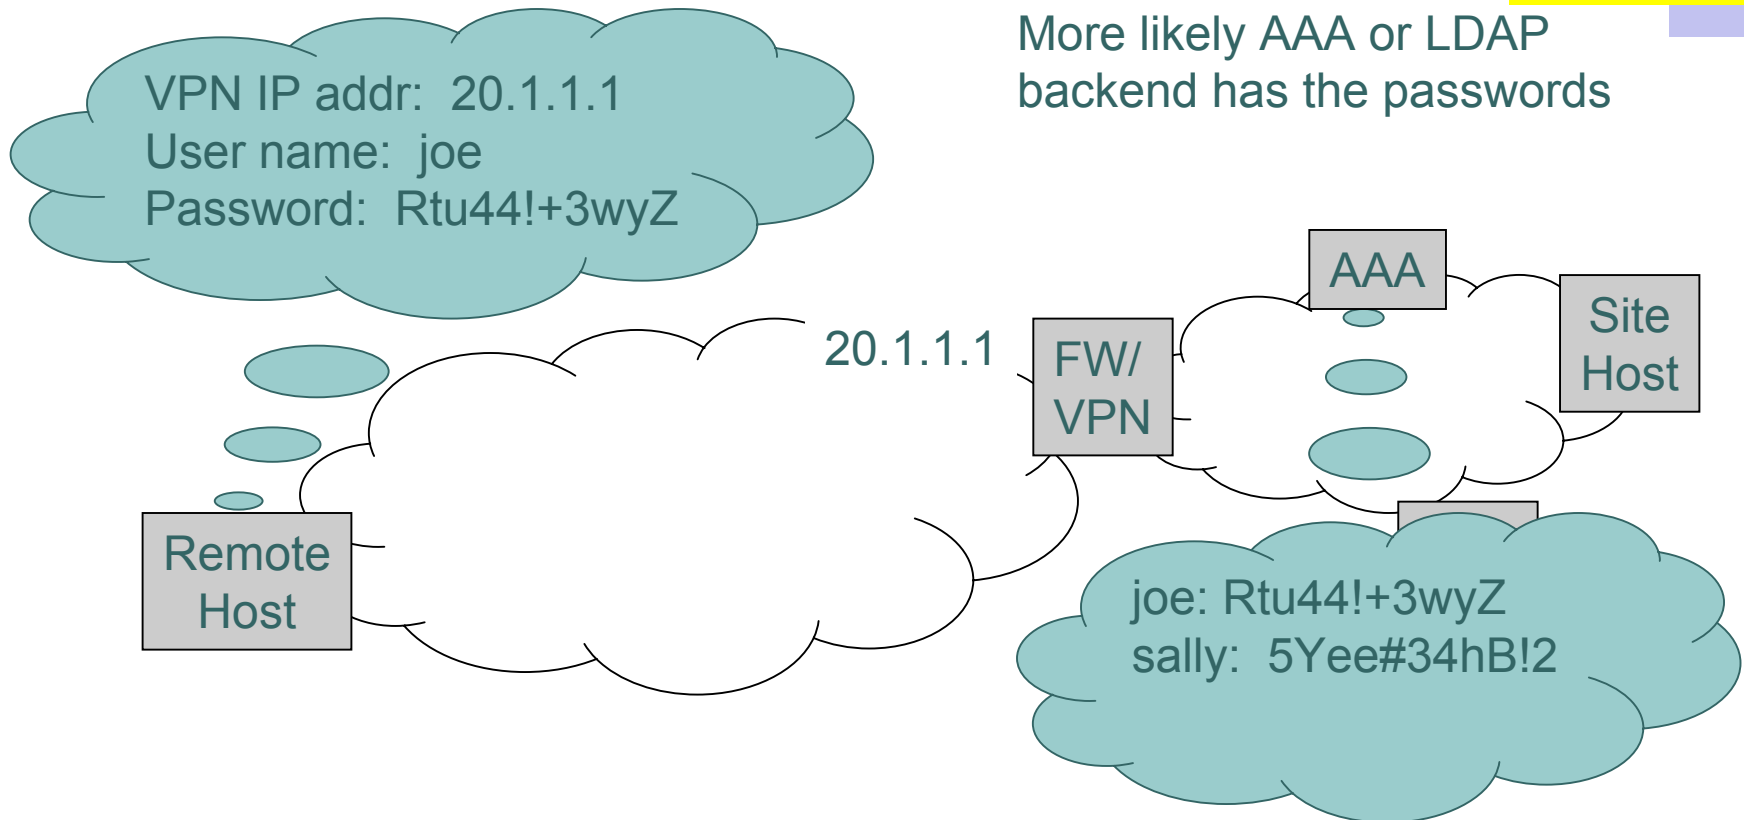 More likely AAA or LDAP
backend has the passwords
VPN IP addr: 20.1.1.1
User name: joe
Password: Rtu44!+3wyZ
AAA
Site
Host
20.1.1.1
FW/
VPN
Remote
Host
joe: Rtu44!+3wyZ
sally: 5Yee#34hB!2